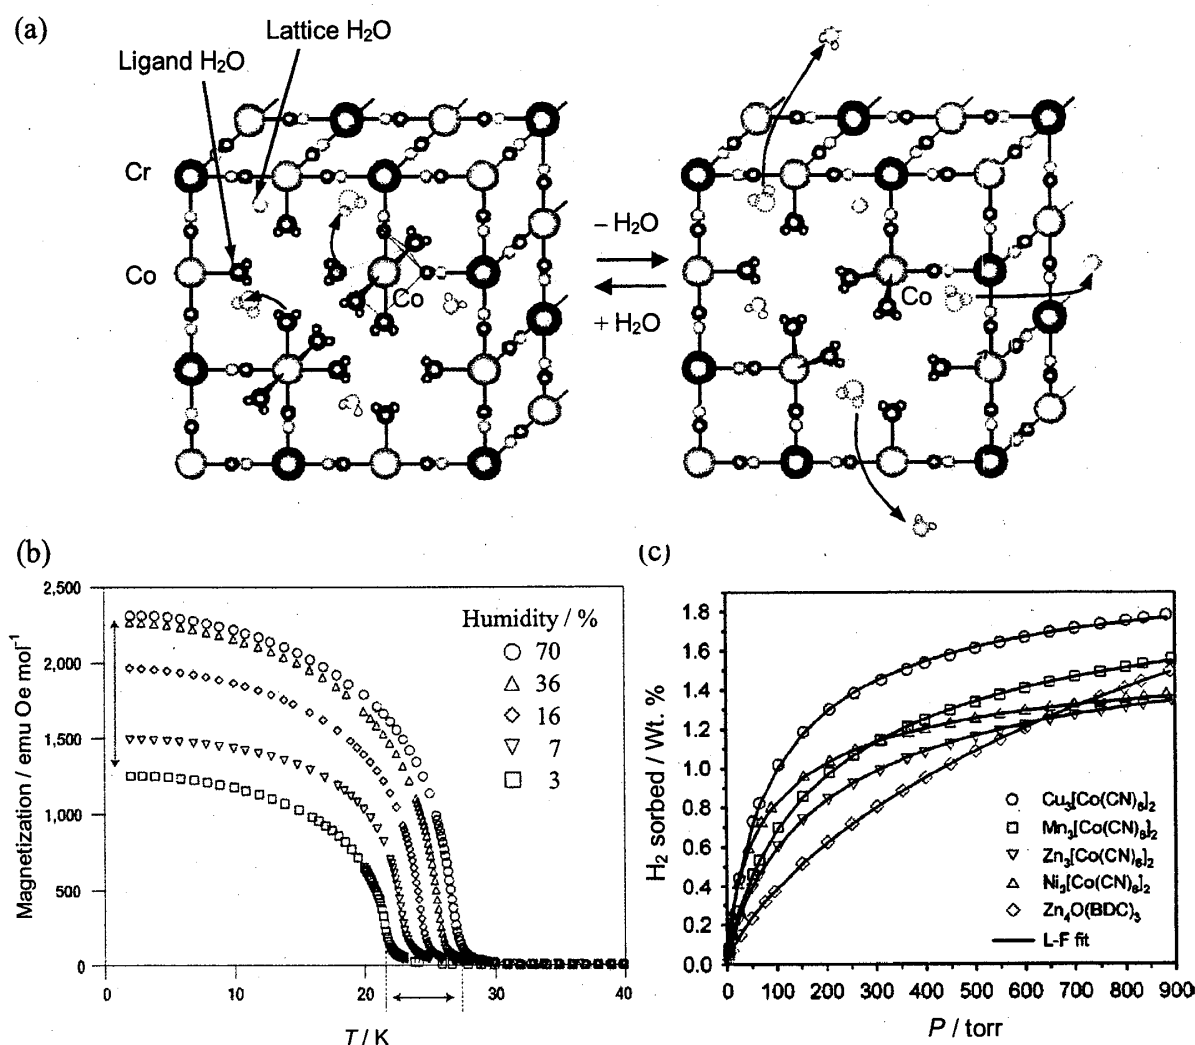 (a)
Lattice H₂O
Ligand H₂O
Cr
Co
Co
– H₂O
+ H₂O
Co
(b)
2,500
2,000
1,500
1,000
500
0
Magnetization / emu Oe mol⁻¹
Humidity / %
70
36
16
7
3
0
10
20
30
40
T / K
(c)
1.8
1.6
1.4
1.2
1.0
0.8
0.6
0.4
0.2
0.0
H₂ sorbed / Wt. %
Cu₃[Co(CN)₆]₂
Mn₃[Co(CN)₆]₂
Zn₃[Co(CN)₆]₂
Ni₃[Co(CN)₆]₂
Zn₄O(BDC)₃
L-F fit
0
100
200
300
400
500
600
700
800
900
P / torr